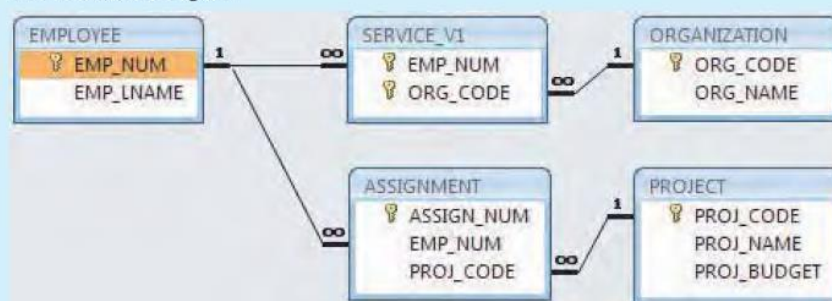 EMPLOYEE
EMP_NUM
EMP_LNAME
1
∞
∞
SERVICE_V1
EMP_NUM
ORG_CODE
∞
1
ORGANIZATION
ORG_CODE
ORG_NAME
ASSIGNMENT
ASSIGN_NUM
EMP_NUM
PROJ_CODE
∞
1
PROJECT
PROJ_CODE
PROJ_NAME
PROJ_BUDGET